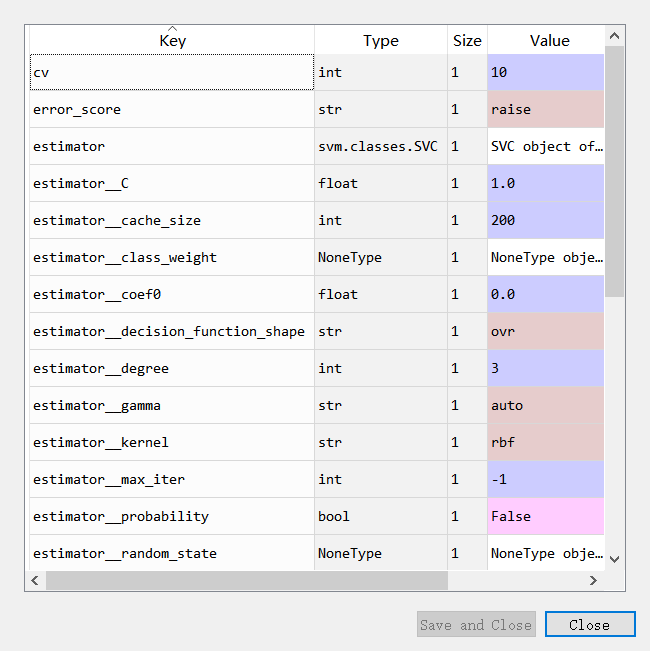 Key Type Size Value
cv int 1 10
error_score str 1 raise
estimator svm.classes.SVC 1 SVC object of…
estimator__C float 1 1.0
estimator__cache_size int 1 200
estimator__class_weight NoneType 1 NoneType obje…
estimator__coef0 float 1 0.0
estimator__decision_function_shape str 1 ovr
estimator__degree int 1 3
estimator__gamma str 1 auto
estimator__kernel str 1 rbf
estimator__max_iter int 1 -1
estimator__probability bool 1 False
estimator__random_state NoneType 1 NoneType obje…
Save and Close Close